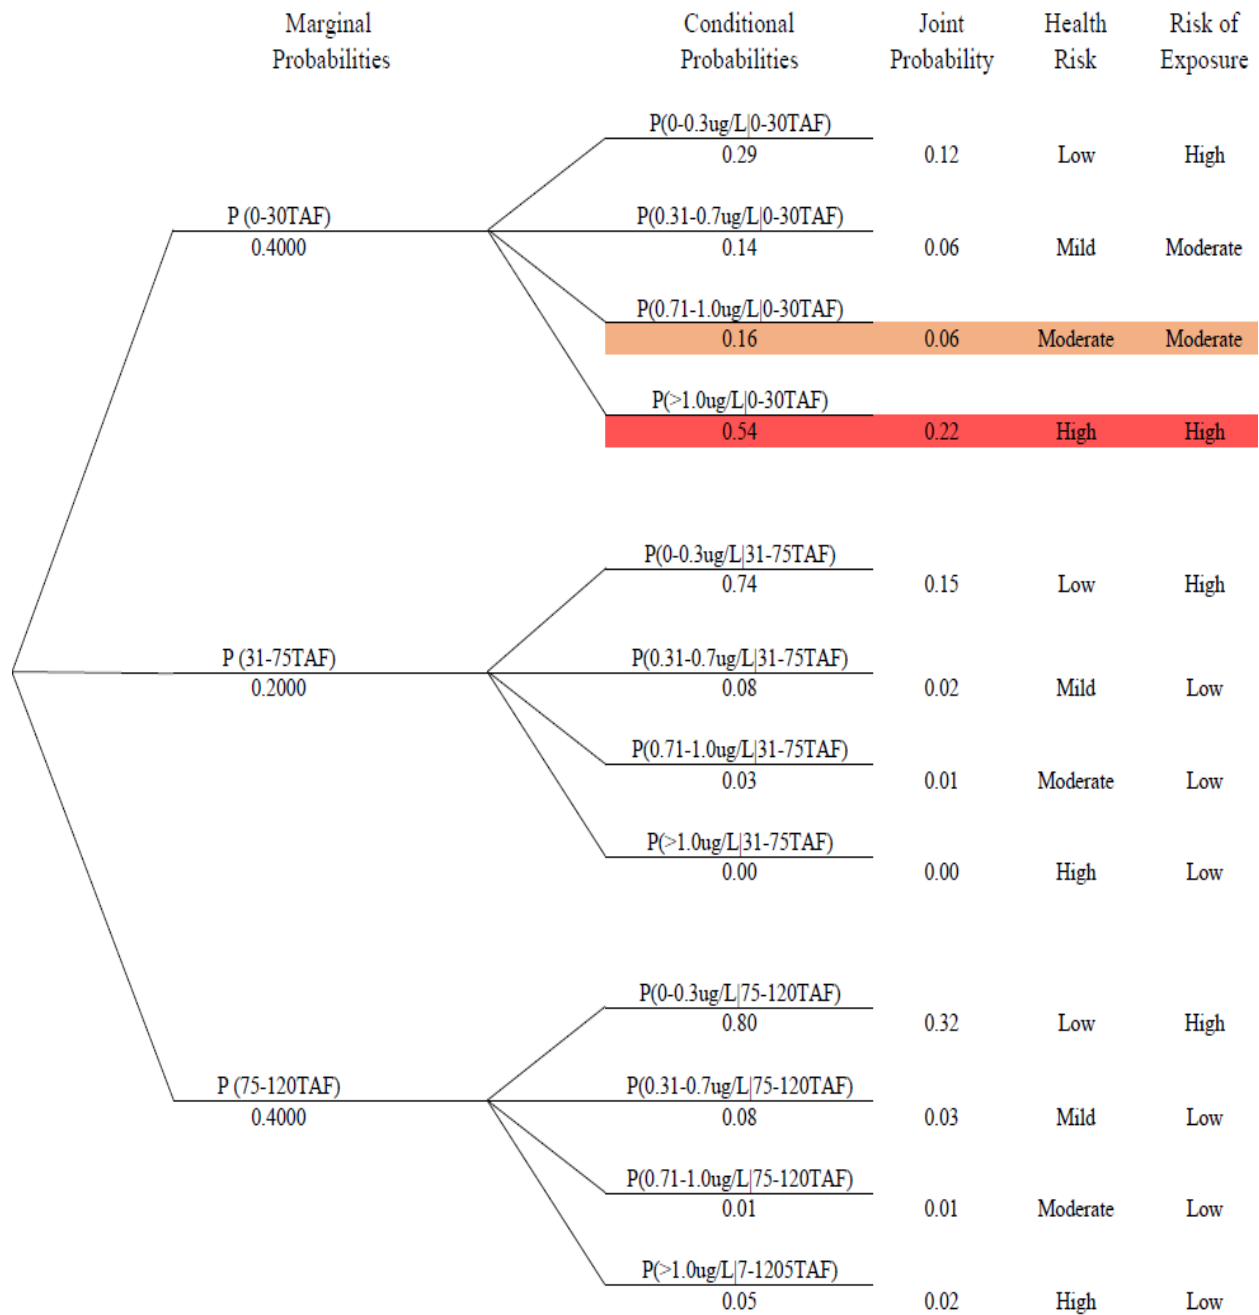 Marginal Probabilities
Conditional Probabilities
Joint Probability
Health Risk
Risk of Exposure
P (0-30TAF)
0.4000
P(0-0.3ug/L|0-30TAF)
0.29 0.12 Low High
P(0.31-0.7ug/L|0-30TAF)
0.14 0.06 Mild Moderate
P(0.71-1.0ug/L|0-30TAF)
0.16 0.06 Moderate Moderate
P(>1.0ug/L|0-30TAF)
0.54 0.22 High High
P (31-75TAF)
0.2000
P(0-0.3ug/L|31-75TAF)
0.74 0.15 Low High
P(0.31-0.7ug/L|31-75TAF)
0.08 0.02 Mild Low
P(0.71-1.0ug/L|31-75TAF)
0.03 0.01 Moderate Low
P(>1.0ug/L|31-75TAF)
0.00 0.00 High Low
P (75-120TAF)
0.4000
P(0-0.3ug/L|75-120TAF)
0.80 0.32 Low High
P(0.31-0.7ug/L|75-120TAF)
0.08 0.03 Mild Low
P(0.71-1.0ug/L|75-120TAF)
0.01 0.01 Moderate Low
P(>1.0ug/L|7-1205TAF)
0.05 0.02 High Low